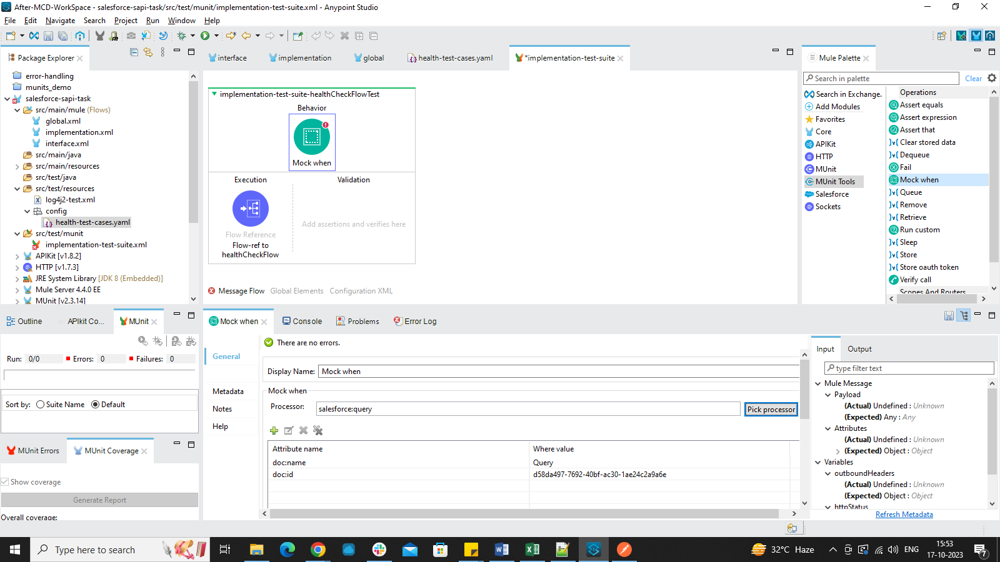 After-MCD-WorkSpace - salesforce-sapi-task/src/test/munit/implementation-test-suite.xml - Anypoint Studio
File Edit Navigate Search Project Run Window Help
Package Explorer
error-handling
munits_demo
salesforce-sapi-task
src/main/mule (Flows)
global.xml
implementation.xml
interface.xml
src/main/java
src/main/resources
src/test/java
src/test/resources
log4j2-test.xml
config
health-test-cases.yaml
src/test/munit
implementation-test-suite.xml
APIKit [v1.8.2]
HTTP [v1.7.3]
JRE System Library [JDK 8 (Embedded)]
Mule Server 4.4.0 EE
MUnit [v2.3.14]
interface implementation global health-test-cases.yaml *implementation-test-suite
implementation-test-suite-healthCheckFlowTest
Behavior
Mock when
Execution Validation
Flow Reference
Flow-ref to
healthCheckFlow
Add assertions and verifies here
Message Flow Global Elements Configuration XML
Mule Palette
Search in palette Clear
Search in Exchange.
Add Modules
Favorites
Core
APIKit
HTTP
MUnit
MUnit Tools
Salesforce
Sockets
Operations
Assert equals
Assert expression
Assert that
Clear stored data
Dequeue
Fail
Mock when
Queue
Remove
Retrieve
Run custom
Sleep
Store
Store oauth token
Verify call
Scopes And Routers
Outline APIkit Co... MUnit
Run: 0/0 Errors: 0 Failures: 0
Sort by: Suite Name Default
MUnit Errors MUnit Coverage
Show coverage
Generate Report
Overall coverage:
Mock when Console Problems Error Log
General
Metadata
Notes
Help
There are no errors.
Display Name: Mock when
Mock when
Processor: salesforce:query Pick processor
Attribute name Where value
doc:name Query
doc:id d58da497-7692-40bf-ac30-1ae24c2a9a6e
Input Output
type filter text
Mule Message
Payload
(Actual) Undefined : Unknown
(Expected) Any : Any
Attributes
(Actual) Undefined : Unknown
(Expected) Object : Object
Variables
outboundHeaders
(Actual) Undefined : Unknown
(Expected) Object : Object
httpStatus
Refresh Metadata
Type here to search
32°C Haze
ENG
15:53
17-10-2023
7